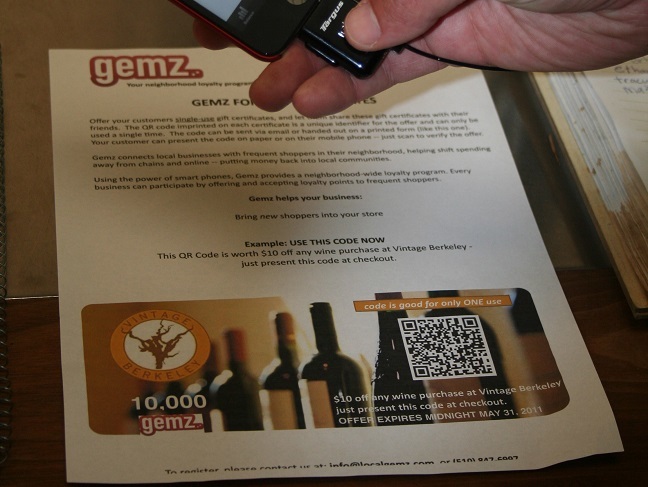 Targus
gemz
Your neighborhood loyalty program
GEMZ FOR
Offer your customers single-use gift certificates, and let share these gift certificates with their
friends. The QR code imprinted on each certificate is a unique identifier for the offer and can only be
used a single time. The code can be sent via email or handed out on a printed form (like this one).
Your customer can present the code on paper or on their mobile phone -- just scan to verify the offer.
Gemz connects local businesses with frequent shoppers in their neighborhood, helping shift spending
away from chains and online -- putting money back into local communities.
Using the power of smart phones, Gemz provides a neighborhood-wide loyalty program. Every
business can participate by offering and accepting loyalty points to frequent shoppers.
Gemz helps your business:
Bring new shoppers into your store
Example: USE THIS CODE NOW
This QR Code is worth $10 off any wine purchase at Vintage Berkeley -
just present this code at checkout.
code is good for only ONE use
VINTAGE
BERKELEY
10,000
gemz
$10 off any wine purchase at Vintage Berkeley
just present this code at checkout.
OFFER EXPIRES MIDNIGHT MAY 31, 2011
To register, please contact us at: info@localgemz.com or (510) 847-6997